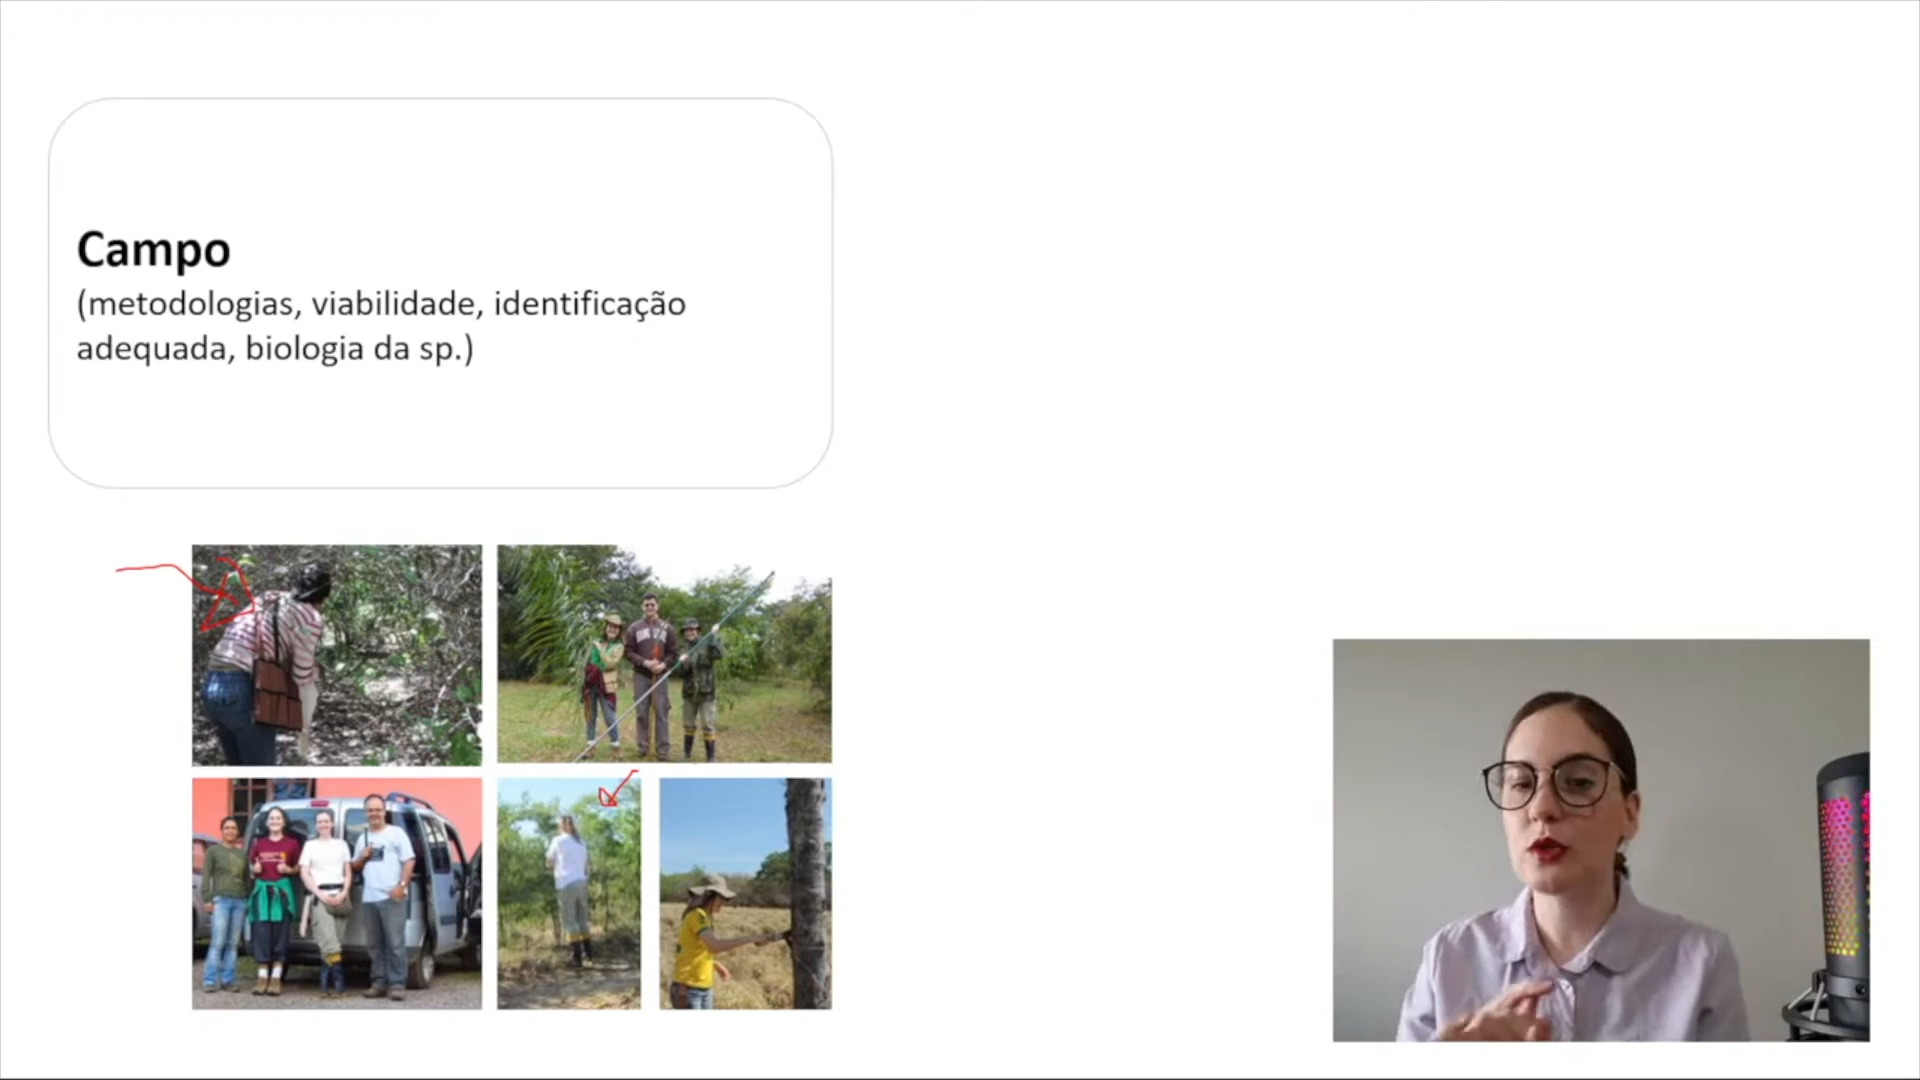 Campo
(metodologias, viabilidade, identificação
adequada, biologia da sp.)